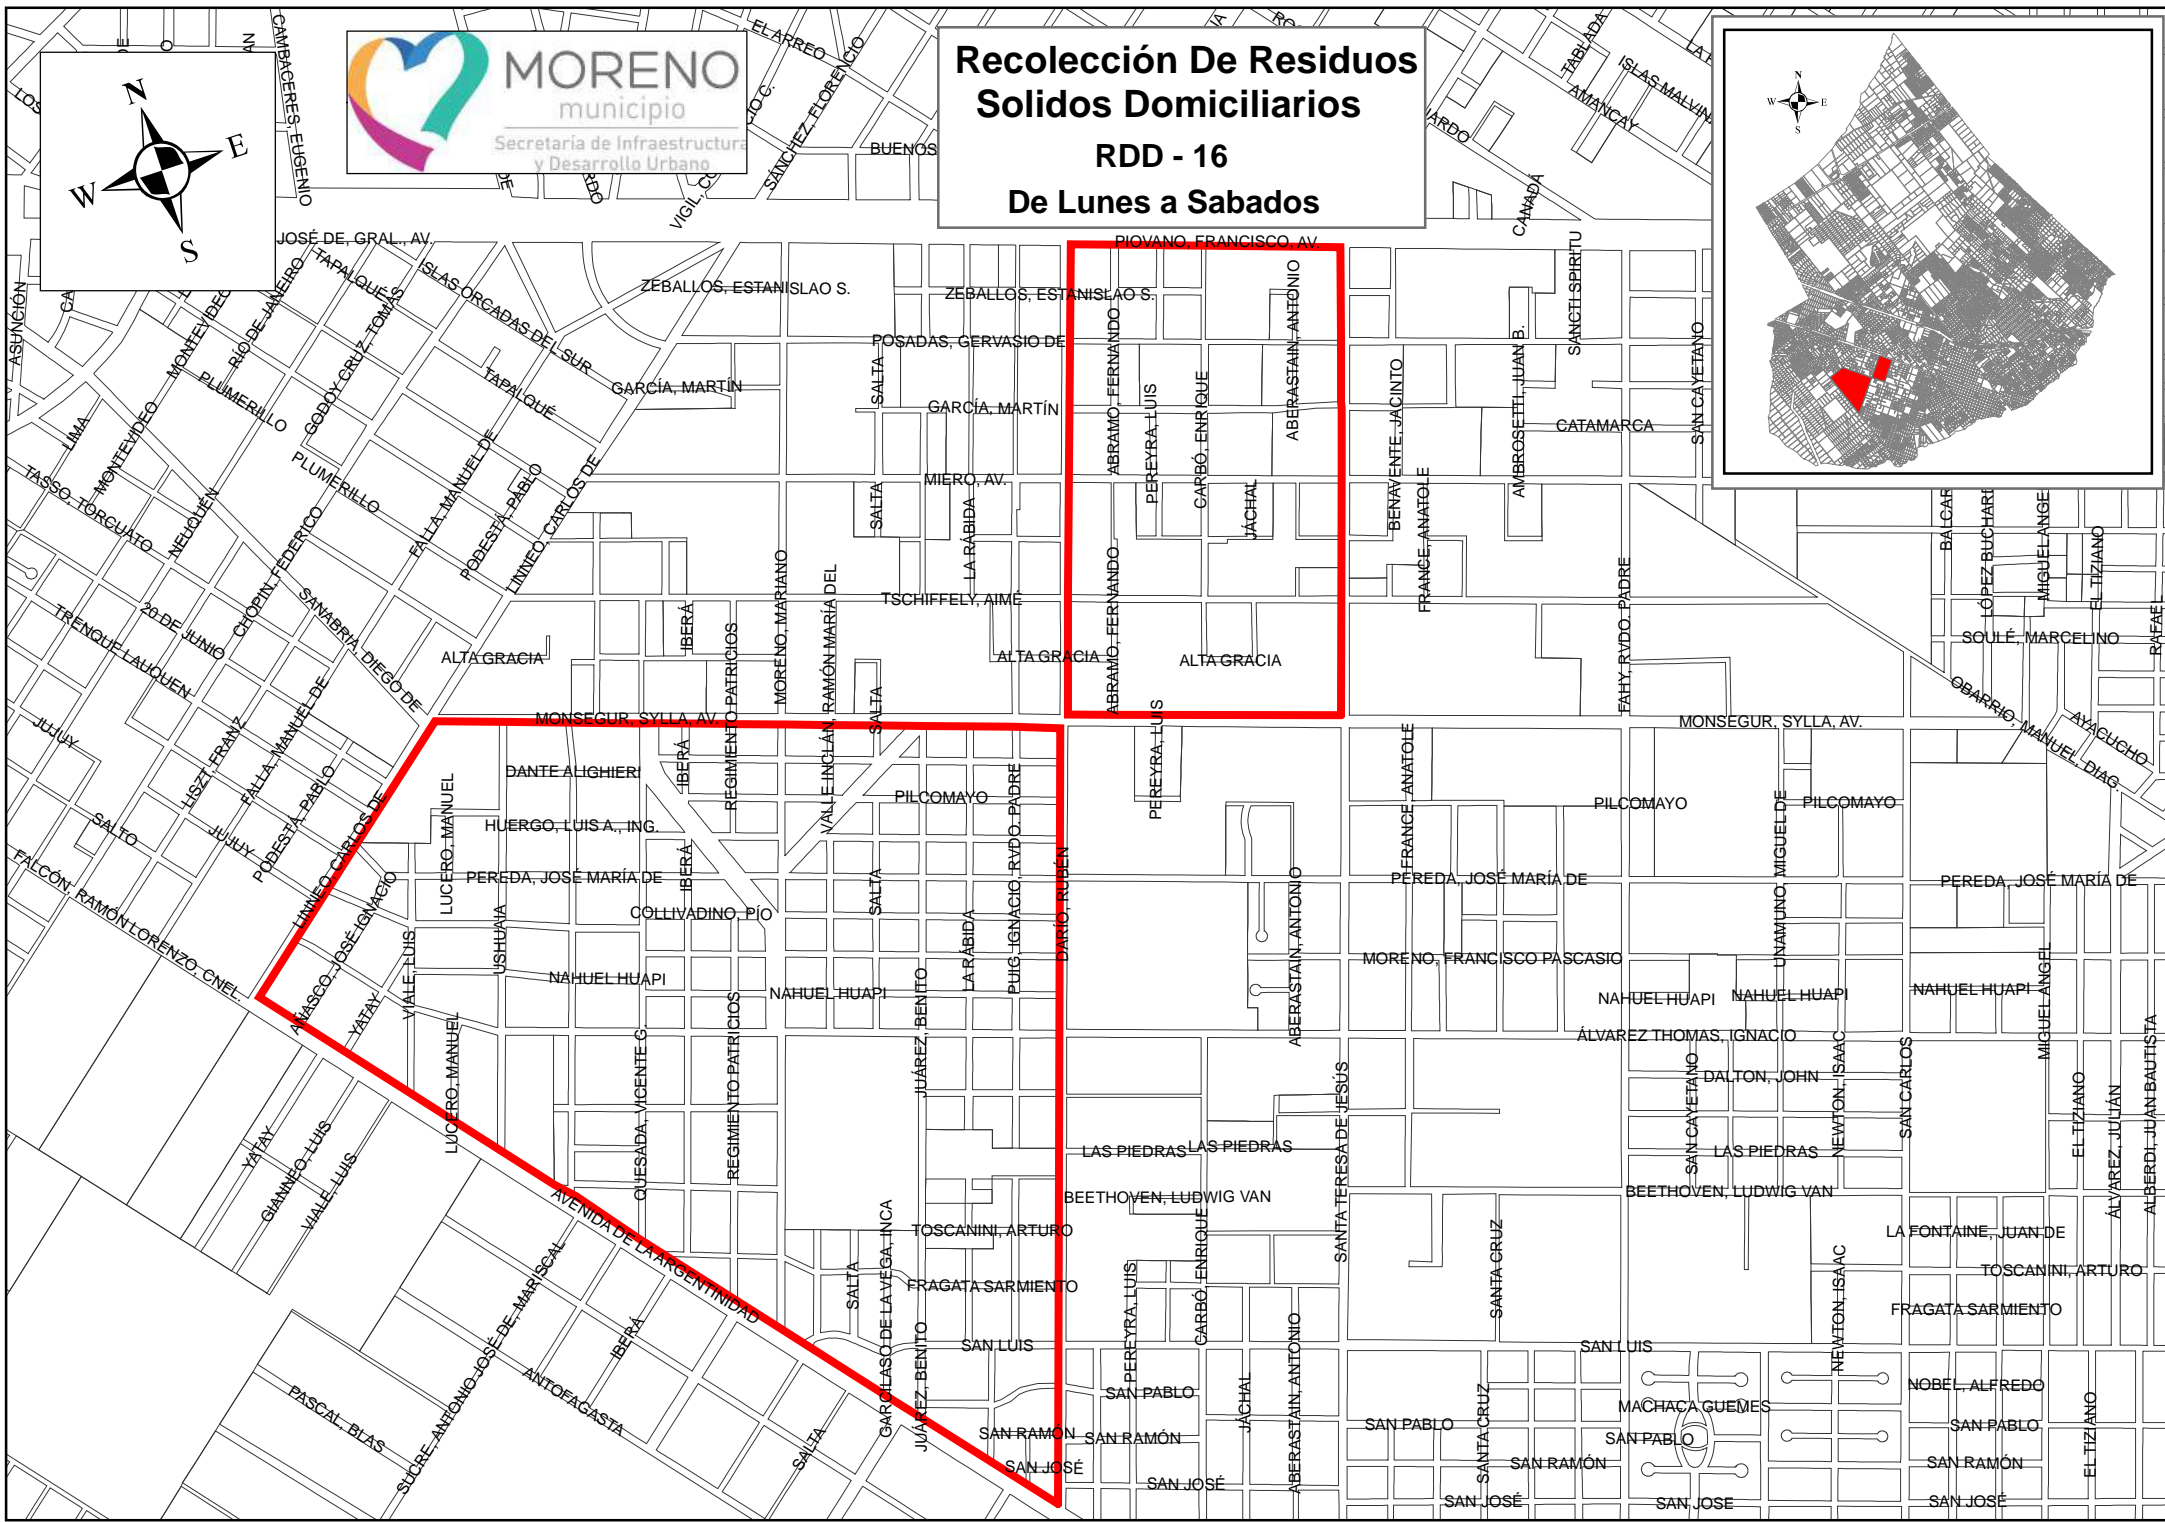 MORENO
municipio
Secretaría de Infraestructura
y Desarrollo Urbano
Recolección De Residuos
Solidos Domiciliarios
RDD - 16
De Lunes a Sabados
N
E
W
S
N
W
E
S
CAMBACERES, EUGENIO
EL ARREO
SÁNCHEZ, FLORENCIO
BUENOS
TABLADA
ISLAS MALVIN
AMANCAY
CANADÁ
SANCTI SPIRITU
JOSÉ DE, GRAL., AV.
PIOVANO, FRANCISCO, AV.
TAPALQUÉ
ISLAS ORCADAS DEL SUR
ZEBALLOS, ESTANISLAO S.
ZEBALLOS, ESTANISLAO S.
ASUNCIÓN
MONTEVIDEO
RÍO DE JANEIRO
GODOY CRUZ, TOMÁS
POSADAS, GERVASIO DE
SALTA
GARCÍA, MARTÍN
GARCÍA, MARTÍN
ABRAMO, FERNANDO
PEREYRA, LUIS
CARBÓ, ENRIQUE
ABERASTAIN, ANTONIO
BENAVENTE, JACINTO
AMBROSETTI, JUAN B.
SAN CAYETANO
CATAMARCA
PLUMERILLO
TAPALQUÉ
LIMA
MONTEVIDEO
PLUMERILLO
FALLA, MANUEL DE
PODESTÁ, PABLO
LINNEO, CARLOS DE
MIERO, AV.
SALTA
LA RÁBIDA
JÁCHAL
FRANCE, ANATOLE
TASSO, TORCUATO
NEUQUEN
CHOPIN, FEDERICO
BALCAR
LÓPEZ BUCHARD
MIGUEL ANGE
EL TIZIANO
RAFAEL
SANABRIA, DIEGO DE
20 DE JUNIO
TRENQUE LAUQUEN
TSCHIFFELY, AIMÉ
IBERÁ
MORENO, MARIANO
VALLE INCLÁN, RAMÓN MARÍA DEL
REGIMIENTO PATRICIOS
ABRAMO, FERNANDO
FAHY, RVDO. PADRE
SOULÉ, MARCELINO
ALTA GRACIA
ALTA GRACIA
ALTA GRACIA
OBARRIO, MANUEL, DIAG.
AYACUCHO
JUJUY
LISZT, FRANZ
FALLA, MANUEL DE
PODESTÁ, PABLO
MONSEGUR, SYLLA, AV.
MONSEGUR, SYLLA, AV.
SALTA
PEREYRA, LUIS
FRANCE, ANATOLE
DANTE ALIGHIERI
IBERÁ
PILCOMAYO
PILCOMAYO
PILCOMAYO
LUCERO, MANUEL
HUERGO, LUIS A., ING.
PUIG, IGNACIO, RVDO. PADRE
UNAMUNO, MIGUEL DE
SALTO
JUJUY
LINNEO, CARLOS DE
FALCÓN, RAMÓN LORENZO, CNEL.
PEREDA, JOSÉ MARÍA DE
IBERÁ
SALTA
DARÍO, RUBÉN
PEREDA, JOSÉ MARÍA DE
PEREDA, JOSÉ MARÍA DE
COLLIVADINO, PÍO
AÑASCO, JOSÉ IGNACIO
VIALE, LUIS
USHUAIA
LA RÁBIDA
ABERASTAIN, ANTONIO
MORENO, FRANCISCO PASCASIO
NAHUEL HUAPI
NAHUEL HUAPI
NAHUEL HUAPI
NAHUEL HUAPI
NAHUEL HUAPI
MIGUEL ANGEL
YATAY
LUCERO, MANUEL
QUESADA, VICENTE G.
REGIMIENTO PATRICIOS
JUÁREZ, BENITO
ÁLVAREZ THOMAS, IGNACIO
SAN CAYETANO
DALTON, JOHN
NEWTON, ISAAC
SAN CARLOS
EL TIZIANO
ÁLVAREZ, JULIÁN
ALBERDI, JUAN BAUTISTA
SANTA TERESA DE JESÚS
LAS PIEDRAS
LAS PIEDRAS
LAS PIEDRAS
YATAY
GIANNEO, LUIS
VIALE, LUIS
BEETHOVEN, LUDWIG VAN
BEETHOVEN, LUDWIG VAN
AVENIDA DE LA ARGENTINIDAD
TOSCANINI, ARTURO
LA FONTAINE, JUAN DE
TOSCANINI, ARTURO
SUCRE, ANTONIO JOSÉ DE, MARISCAL
IBERÁ
SALTA
GARCILASO DE LA VEGA, INCA
FRAGATA SARMIENTO
FRAGATA SARMIENTO
PEREYRA, LUIS
CARBÓ, ENRIQUE
SANTA CRUZ
NEWTON, ISAAC
SAN LUIS
SAN LUIS
JUÁREZ, BENITO
ABERASTAIN, ANTONIO
JÁCHAL
PASCAL, BLAS
ANTOFAGASTA
SAN PABLO
NOBEL, ALFREDO
MACHACA GUEMES
SAN PABLO
SAN PABLO
SAN PABLO
SALTA
SAN RAMÓN
SAN RAMÓN
SANTA CRUZ
SAN RAMÓN
SAN RAMÓN
EL TIZIANO
SAN JOSÉ
SAN JOSÉ
SAN JOSÉ
SAN JOSE
SAN JOSÉ